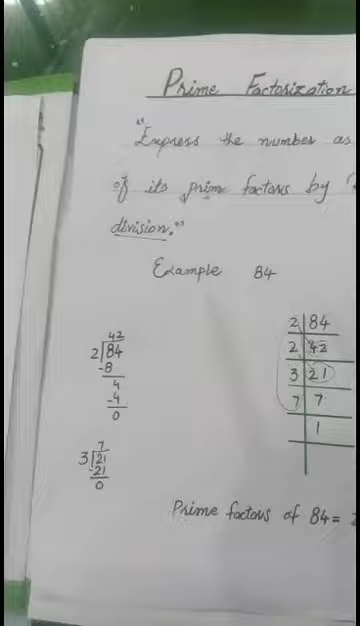 Prime Factorization
"Express the number as
of its prime factors by
division."
Example 84
42
2 84
-8
4
-4
0
7
3 21
-21
0
2 84
2 42
3 21
7 7
1
Prime factors of 84 =